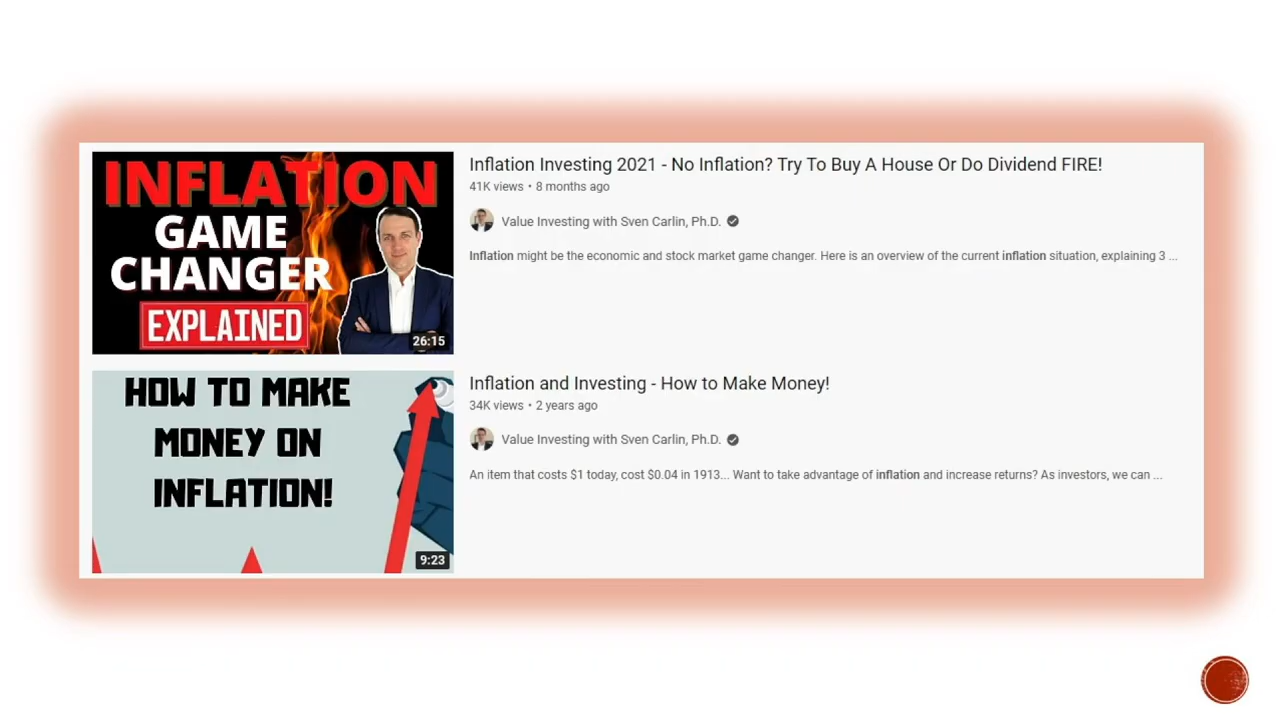 INFLATION
GAME
CHANGER
EXPLAINED
26:15
Inflation Investing 2021 - No Inflation? Try To Buy A House Or Do Dividend FIRE!
41K views • 8 months ago
Value Investing with Sven Carlin, Ph.D.
Inflation might be the economic and stock market game changer. Here is an overview of the current inflation situation, explaining 3 ...
HOW TO MAKE
MONEY ON
INFLATION!
9:23
Inflation and Investing - How to Make Money!
34K views • 2 years ago
Value Investing with Sven Carlin, Ph.D.
An item that costs $1 today, cost $0.04 in 1913... Want to take advantage of inflation and increase returns? As investors, we can ...